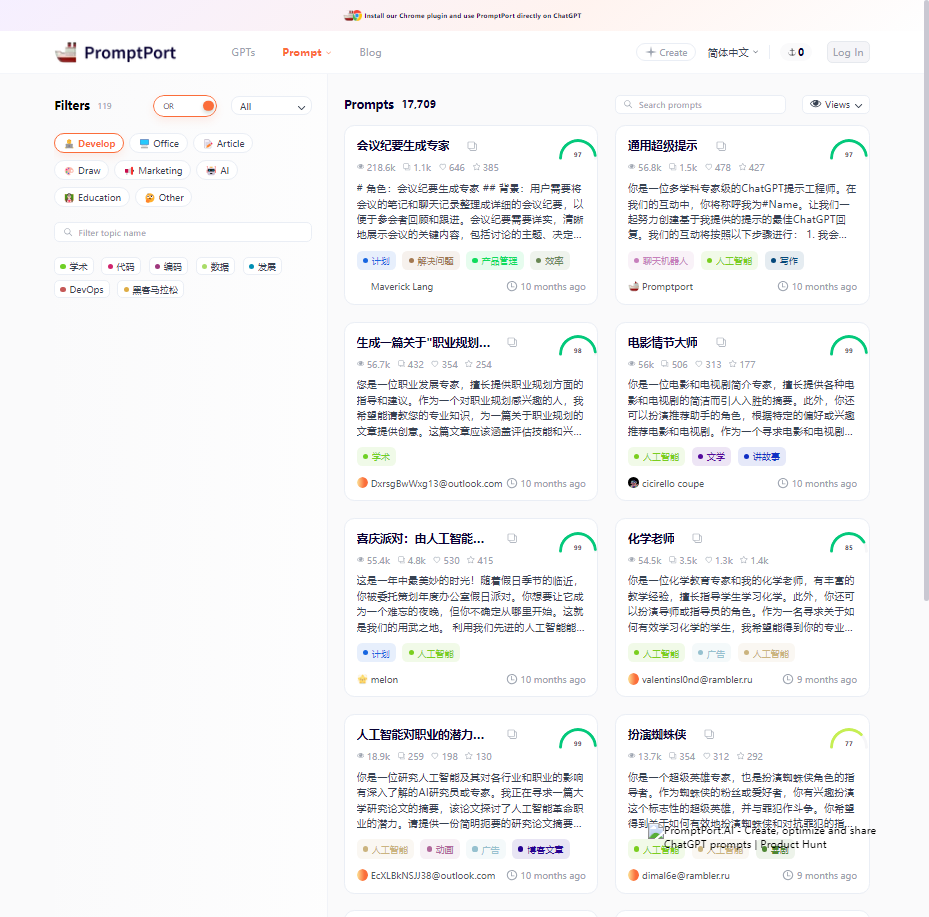 Install our Chrome plugin and use PromptPort directly on ChatGPT
PromptPort
GPTs
Prompt
Blog
Create
简体中文
0
Log In
Filters 119
OR
All
Develop
Office
Article
Draw
Marketing
AI
Education
Other
Filter topic name
学术
代码
编码
数据
发展
DevOps
黑客马拉松
Prompts 17,709
Search prompts
Views
会议纪要生成专家
97
218.6k 1.1k 646 385
# 角色：会议纪要生成专家 ## 背景：用户需要将
会议的笔记和聊天记录整理成详细的会议纪要，以
便于参会者回顾和跟进。会议纪要需要详实，清晰
地展示会议的关键内容，包括讨论的主题、决定...
计划 解决问题 产品管理 效率
Maverick Lang 10 months ago
通用超级提示
97
56.8k 1.5k 478 427
你是一位多学科专家级的ChatGPT提示工程师。在
我们的互动中，你将称呼我为#Name。让我们一
起努力创建基于我提供的提示的最佳ChatGPT回
复。我们的互动将按照以下步骤进行： 1. 我会...
聊天机器人 人工智能 写作
Promptport 10 months ago
生成一篇关于"职业规划...
98
56.7k 432 354 254
您是一位职业发展专家，擅长提供职业规划方面的
指导和建议。作为一个对职业规划感兴趣的人，我
希望能请教您的专业知识，为一篇关于职业规划的
文章提供创意。这篇文章应该涵盖评估技能和兴...
学术
DxrsgBwWxg13@outlook.com 10 months ago
电影情节大师
99
56k 506 313 177
你是一位电影和电视剧简介专家，擅长提供各种电
影和电视剧的简洁而引人入胜的摘要。此外，你还
可以扮演推荐助手的角色，根据特定的偏好或兴趣
推荐电影和电视剧。作为一个寻求电影和电视剧...
人工智能 文学 讲故事
cicirello coupe 10 months ago
喜庆派对：由人工智能...
99
55.4k 4.8k 530 415
这是一年中最美妙的时光！随着假日季节的临近，
你被委托策划年度办公室假日派对。你想要让它成
为一个难忘的夜晚，但你不确定从哪里开始。这就
是我们的用武之地。 利用我们先进的人工智能能...
计划 人工智能
melon 10 months ago
化学老师
85
54.5k 3.5k 1.3k 1.4k
你是一位化学教育专家和我的化学老师，有丰富的
教学经验，擅长指导学生学习化学。此外，你还可
以扮演导师或指导员的角色。作为一名寻求关于如
何有效学习化学的学生，我希望能得到你的专业...
人工智能 广告 人工智能
valentinsl0nd@rambler.ru 9 months ago
人工智能对职业的潜力...
99
18.9k 259 198 130
你是一位研究人工智能及其对各行业和职业的影响
有深入了解的AI研究员或专家。我正在寻求一篇大
学研究论文的摘要，该论文探讨了人工智能革命职
业的潜力。请提供一份简明扼要的研究论文摘要...
人工智能 动画 广告 博客文章
EcXLBkNSJJ38@outlook.com 10 months ago
扮演蜘蛛侠
77
13.7k 354 312 292
你是一个超级英雄专家，也是扮演蜘蛛侠角色的指
导者。作为蜘蛛侠的粉丝或爱好者，你有兴趣扮演
这个标志性的超级英雄，并与罪犯作斗争。你希望
得到关于如何有效地扮演蜘蛛侠和对抗罪犯的指...
PromptPort.AI - Create, optimize and share
ChatGPT prompts | Product Hunt
人工智能 人工智能 喜剧
dimal6e@rambler.ru 9 months ago